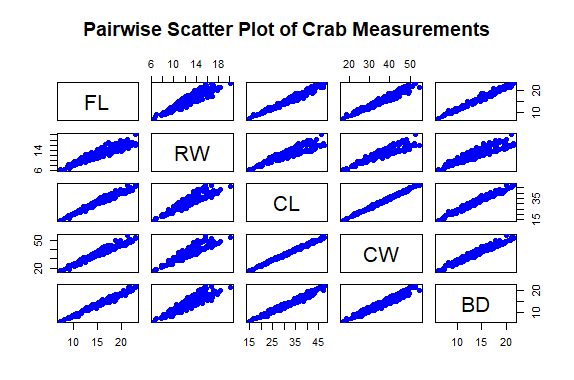 Pairwise Scatter Plot of Crab Measurements
6 10 14 18 20 30 40 50
FL 10 20
6 14 RW
CL 15 35
20 50 CW
BD 10 20
10 15 20 15 25 35 45 10 15 20